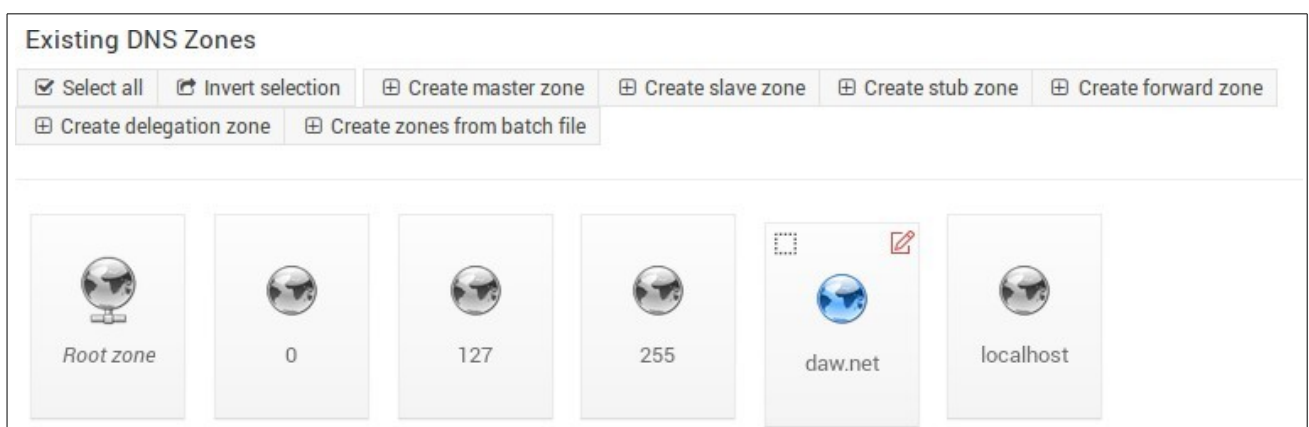 Existing DNS Zones
Select all Invert selection Create master zone Create slave zone Create stub zone Create forward zone
Create delegation zone Create zones from batch file
Root zone 0 127 255 daw.net localhost